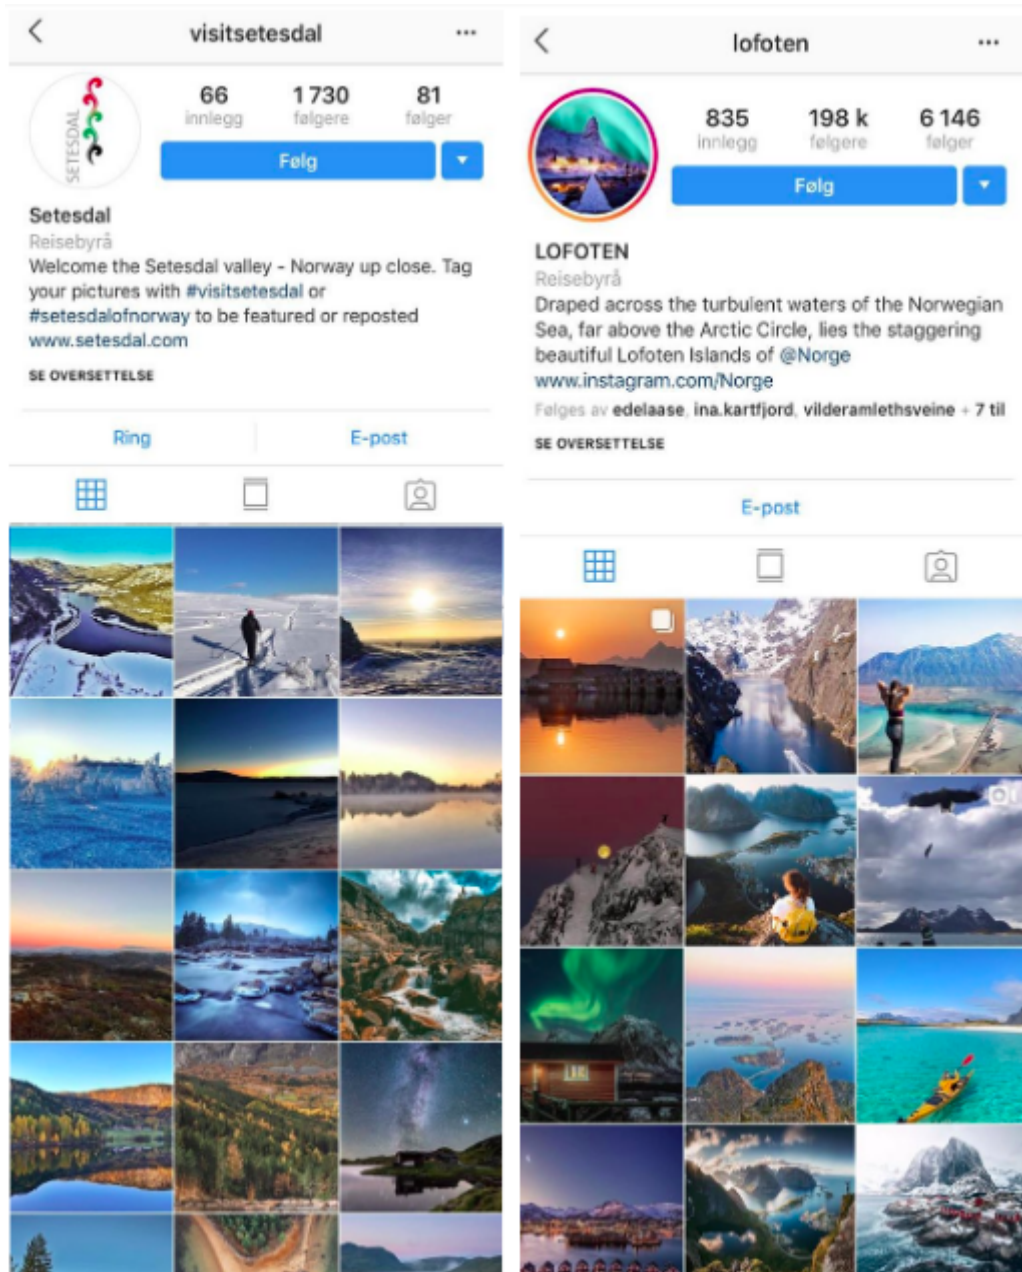 visitsetesdal
SETESDAL
66
1 730
81
innlegg
følgere
følger
Følg
Setesdal
Reisebyrå
Welcome the Setesdal valley - Norway up close. Tag
your pictures with #visitsetesdal or
#setesdalofnorway to be featured or reposted
www.setesdal.com
SE OVERSETTELSE
Ring
E-post
lofoten
835
198 k
6 146
innlegg
følgere
følger
Følg
LOFOTEN
Reisebyrå
Draped across the turbulent waters of the Norwegian
Sea, far above the Arctic Circle, lies the staggering
beautiful Lofoten Islands of @Norge
www.instagram.com/Norge
Følges av edelaase, ina.kartfjord, vilderamlethsveine + 7 til
SE OVERSETTELSE
E-post